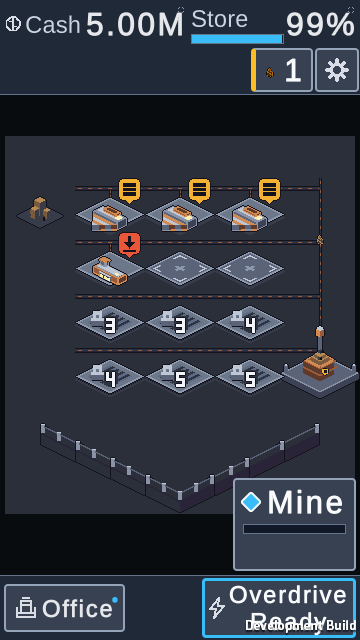 Cash 5.00M Store 99%
1
3 3 4
4 5 5
Mine
Office Overdrive
Ready
Development Build